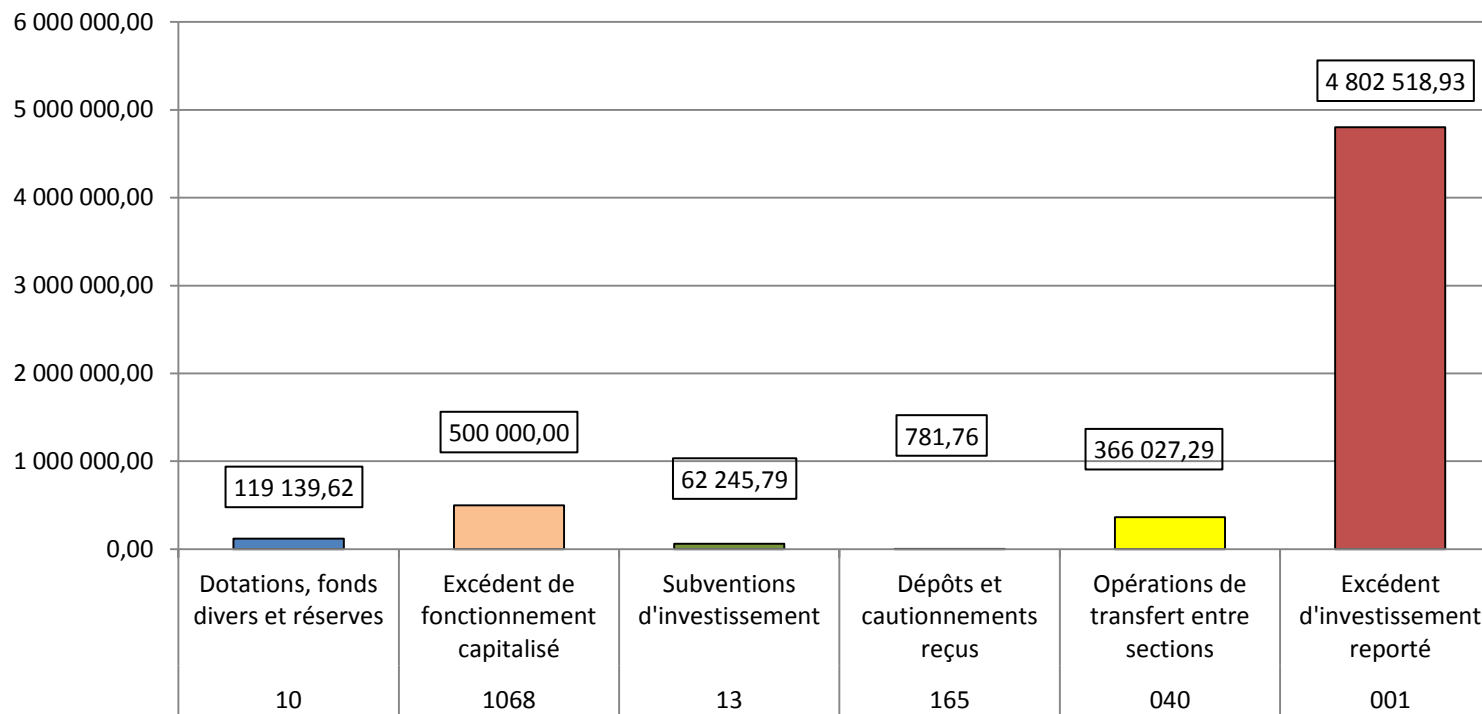 6 000 000,00
5 000 000,00
4 000 000,00
3 000 000,00
2 000 000,00
1 000 000,00
0,00
119 139,62
500 000,00
62 245,79
781,76
366 027,29
4 802 518,93
Dotations, fonds
divers et réserves
Excédent de
fonctionnement
capitalisé
Subventions
d'investissement
Dépôts et
cautionnements
reçus
Opérations de
transfert entre
sections
Excédent
d'investissement
reporté
10
1068
13
165
040
001